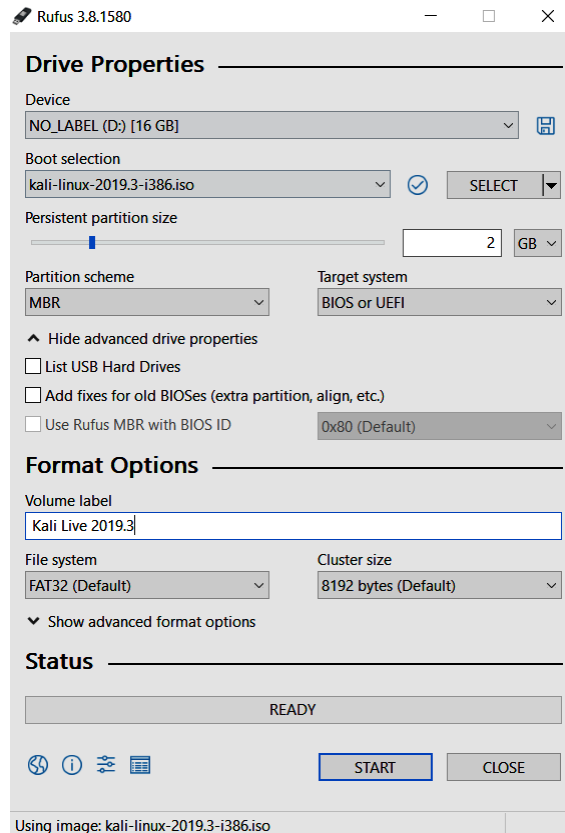 Rufus 3.8.1580
Drive Properties
Device
NO_LABEL (D:) [16 GB]
Boot selection
kali-linux-2019.3-i386.iso
SELECT
Persistent partition size
2 GB
Partition scheme Target system
MBR BIOS or UEFI
Hide advanced drive properties
List USB Hard Drives
Add fixes for old BIOSes (extra partition, align, etc.)
Use Rufus MBR with BIOS ID 0x80 (Default)
Format Options
Volume label
Kali Live 2019.3
File system Cluster size
FAT32 (Default) 8192 bytes (Default)
Show advanced format options
Status
READY
START CLOSE
Using image: kali-linux-2019.3-i386.iso